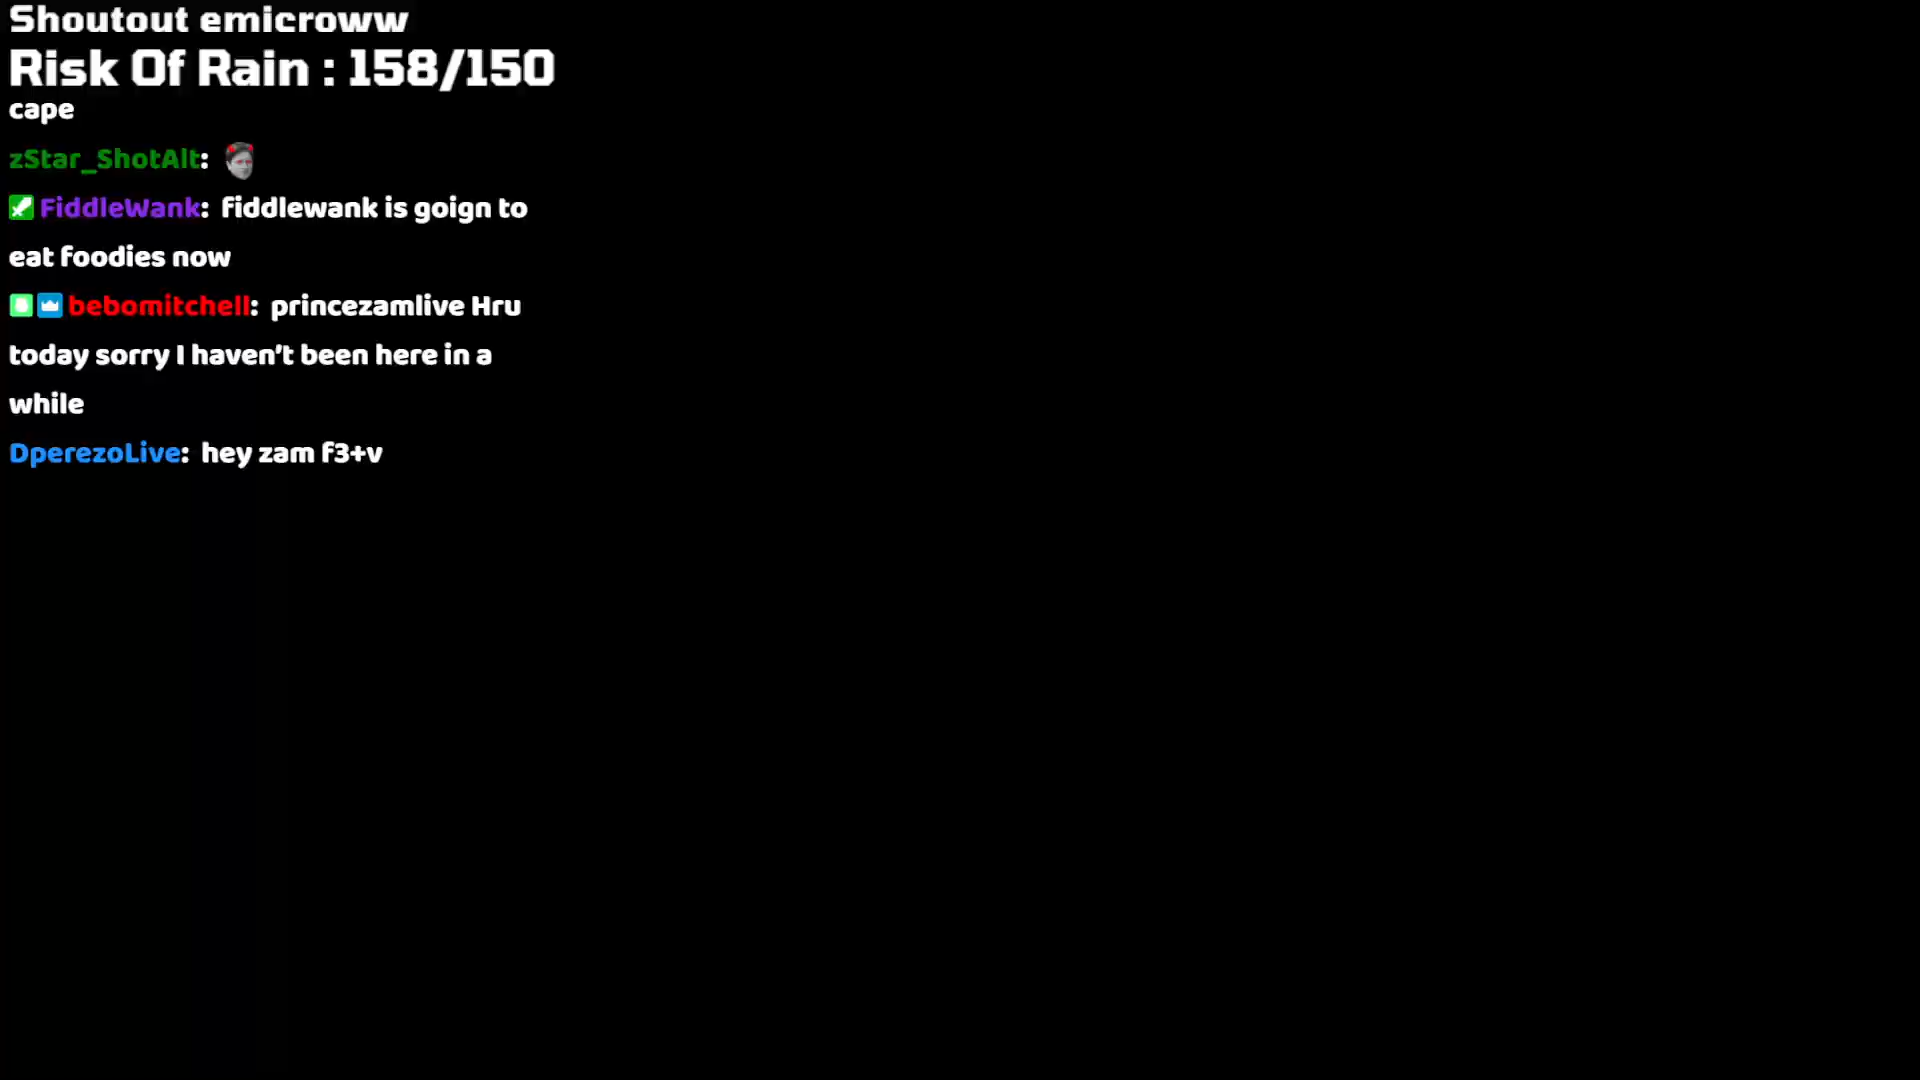 Shoutout emicroww
Risk Of Rain : 158/150
cape
zStar_ShotAlt:
FiddleWank: fiddlewank is goign to
eat foodies now
bebomitchell: princezamlive Hru
today sorry I haven't been here in a
while
DperezoLive: hey zam f3+v